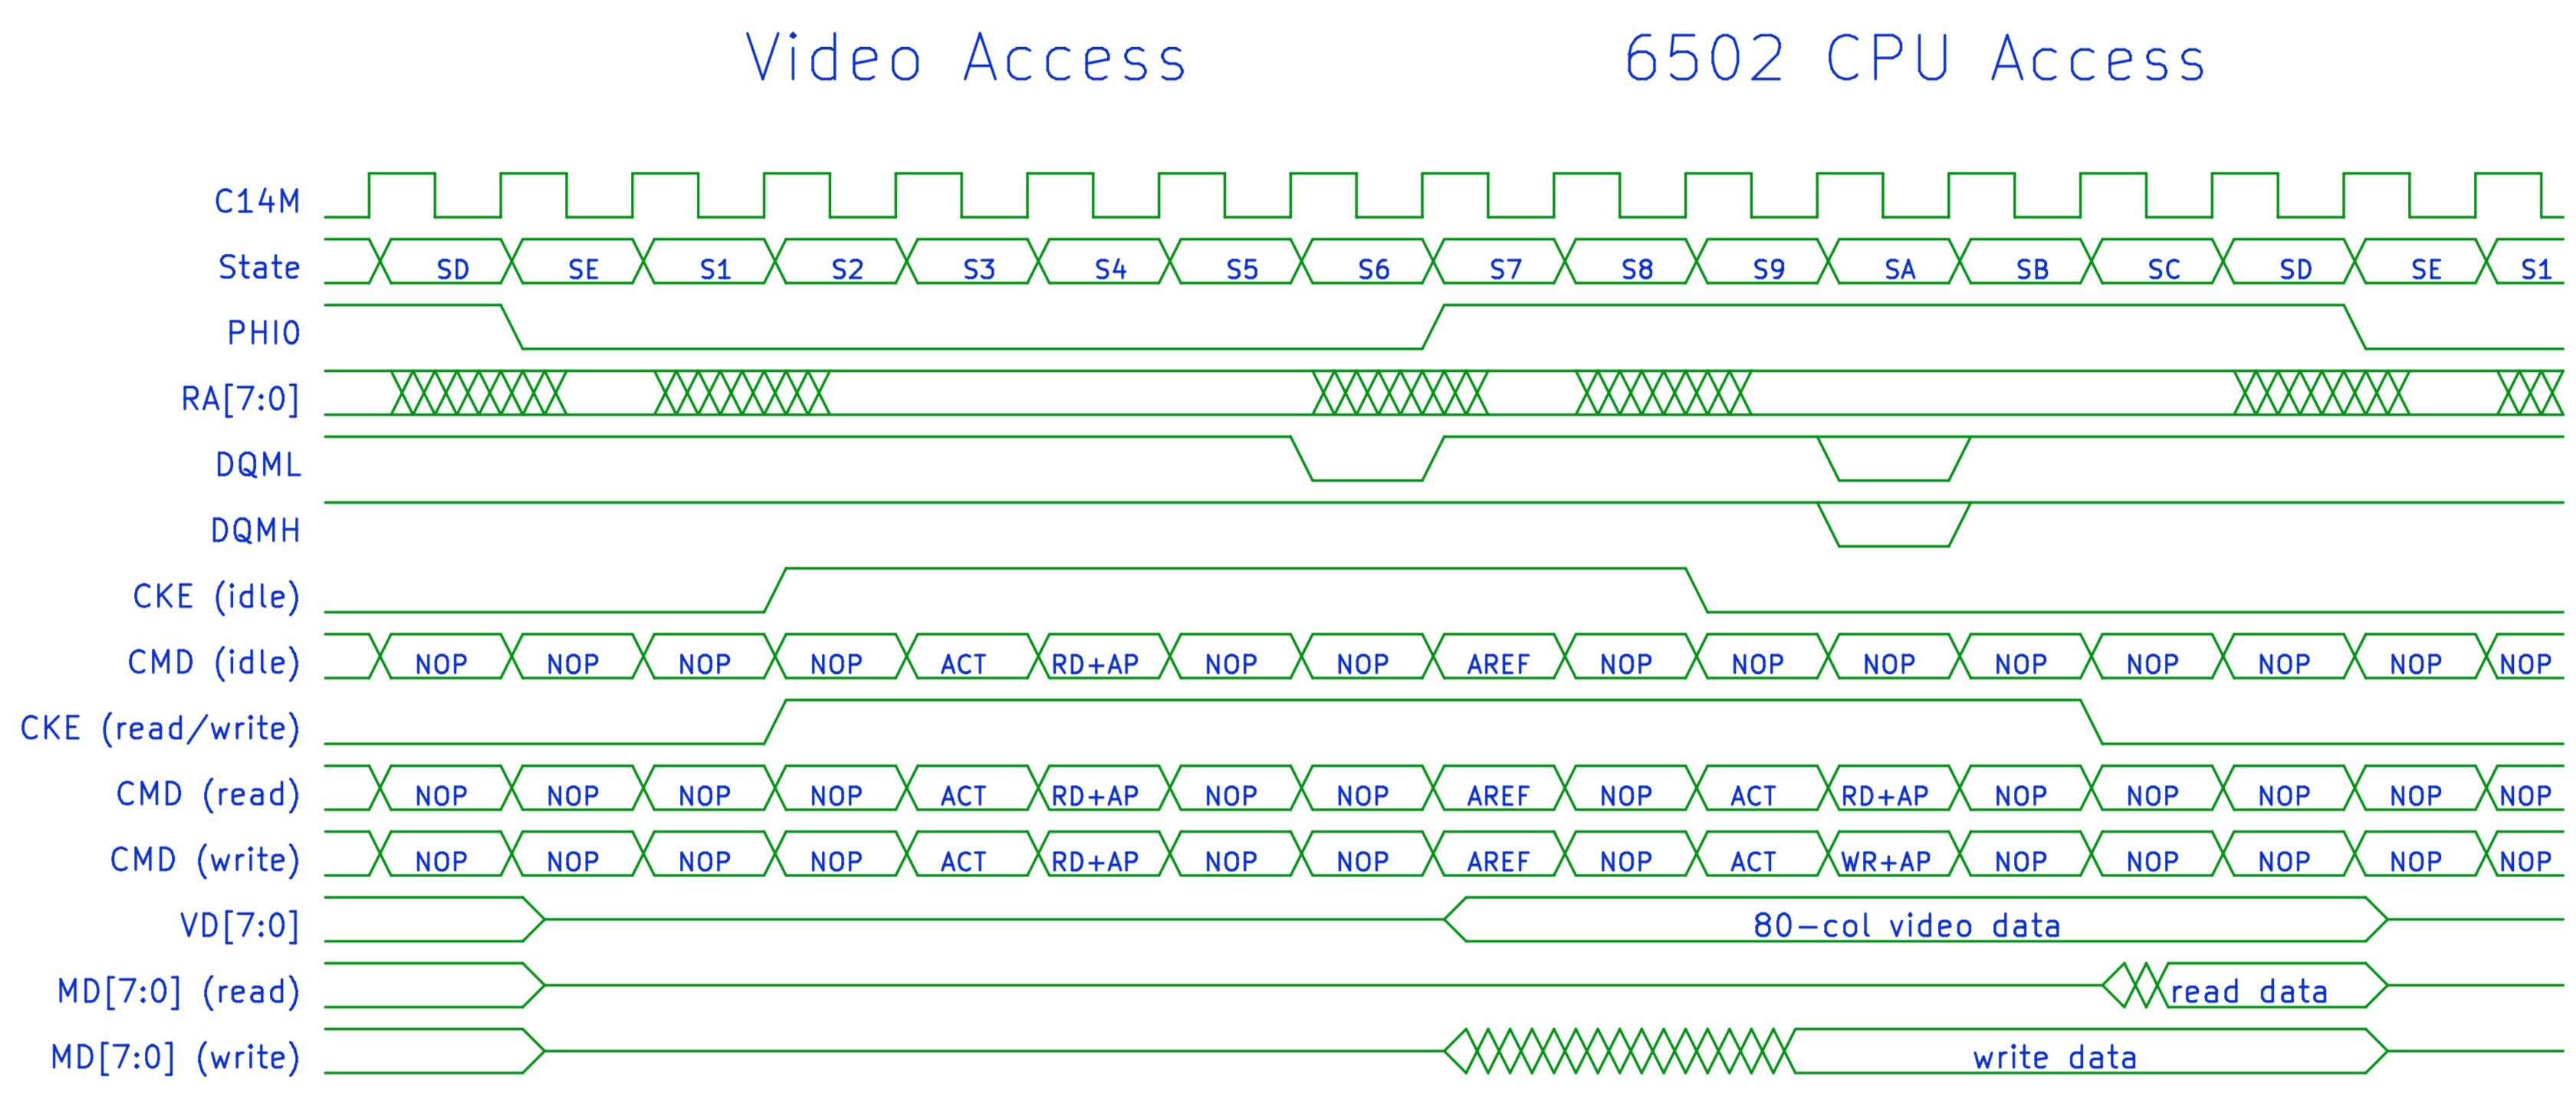 Video Access 6502 CPU Access
C14M
State SD SE S1 S2 S3 S4 S5 S6 S7 S8 S9 SA SB SC SD SE S1
PHI0
RA[7:0]
DQML
DQMH
CKE (idle)
CMD (idle) NOP NOP NOP NOP ACT RD+AP NOP NOP AREF NOP NOP NOP NOP NOP NOP NOP NOP
CKE (read/write)
CMD (read) NOP NOP NOP NOP ACT RD+AP NOP NOP AREF NOP ACT RD+AP NOP NOP NOP NOP NOP
CMD (write) NOP NOP NOP NOP ACT RD+AP NOP NOP AREF NOP ACT WR+AP NOP NOP NOP NOP NOP
VD[7:0] 80-col video data
MD[7:0] (read) read data
MD[7:0] (write) write data